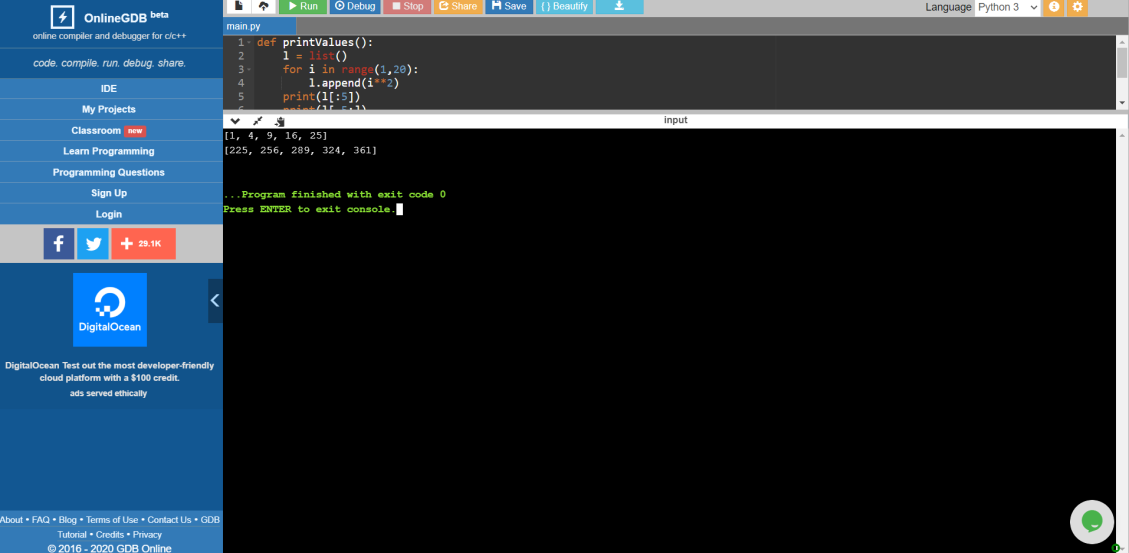 OnlineGDB beta
online compiler and debugger for c/c++
code. compile. run. debug. share.
IDE
My Projects
Classroom new
Learn Programming
Programming Questions
Sign Up
Login
29.1K
DigitalOcean
DigitalOcean Test out the most developer-friendly
cloud platform with a $100 credit.
ads served ethically
About • FAQ • Blog • Terms of Use • Contact Us • GDB
Tutorial • Credits • Privacy
© 2016 - 2020 GDB Online
Run Debug Stop Share Save { } Beautify
Language Python 3
main.py
1 def printValues():
2 l = list()
3 for i in range(1,20):
4 l.append(i**2)
5 print(l[:5])
6 print(l[-5:])
input
[1, 4, 9, 16, 25]
[225, 256, 289, 324, 361]
...Program finished with exit code 0
Press ENTER to exit console.